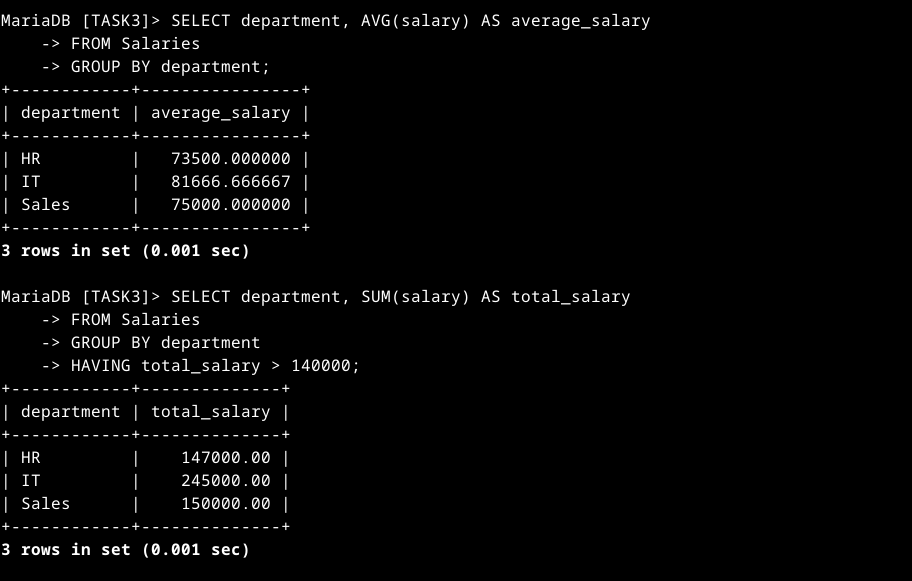 MariaDB [TASK3]> SELECT department, AVG(salary) AS average_salary
    -> FROM Salaries
    -> GROUP BY department;
+------------+----------------+
| department | average_salary |
+------------+----------------+
| HR         |   73500.000000 |
| IT         |   81666.666667 |
| Sales      |   75000.000000 |
+------------+----------------+
3 rows in set (0.001 sec)

MariaDB [TASK3]> SELECT department, SUM(salary) AS total_salary
    -> FROM Salaries
    -> GROUP BY department
    -> HAVING total_salary > 140000;
+------------+--------------+
| department | total_salary |
+------------+--------------+
| HR         |    147000.00 |
| IT         |    245000.00 |
| Sales      |    150000.00 |
+------------+--------------+
3 rows in set (0.001 sec)